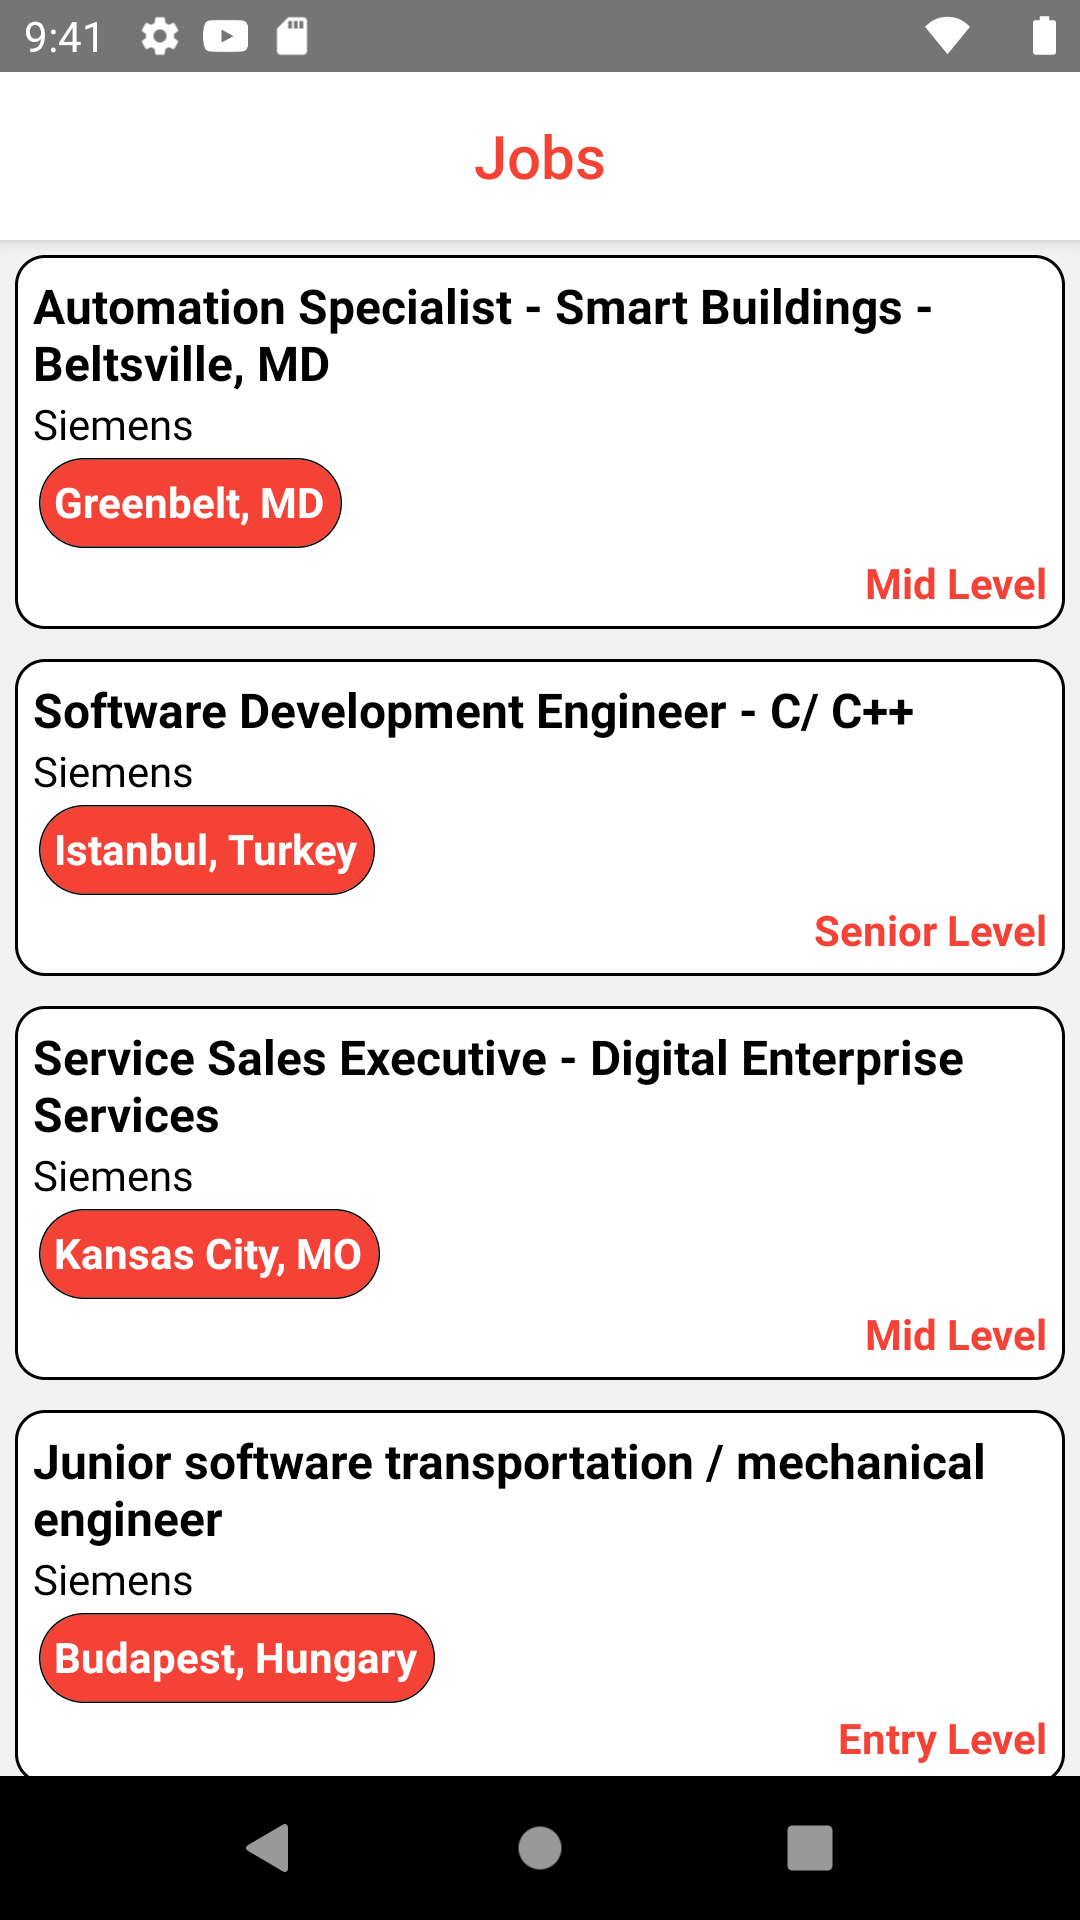 9:41
Jobs
Automation Specialist - Smart Buildings -
Beltsville, MD
Siemens
Greenbelt, MD
Mid Level
Software Development Engineer - C/ C++
Siemens
Istanbul, Turkey
Senior Level
Service Sales Executive - Digital Enterprise
Services
Siemens
Kansas City, MO
Mid Level
Junior software transportation / mechanical
engineer
Siemens
Budapest, Hungary
Entry Level